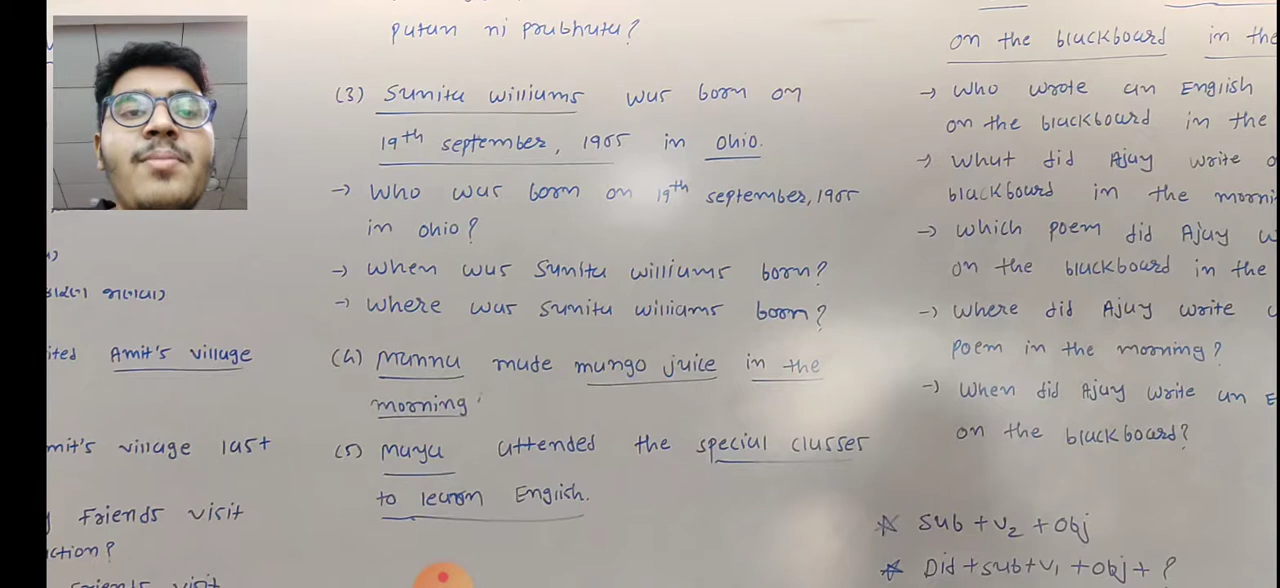 putan ni prabhuta?
(3) Sunita williams was born on
19th september, 1965 in ohio.
→ Who was born on 19th september, 1965
in ohio?
→ When was Sunita williams born?
→ Where was Sunita williams born?
(4) Munna made mango juice in the
morning
(5) Maya attended the special classes
to learn English.
ited Amit's village
mit's village last
Friends visit
ction?
Friends visit
on the blackboard in the
→ Who wrote an English
on the blackboard in the
→ What did Ajay write o
blackboard in the morni
→ Which poem did Ajay w
on the blackboard in the
→ Where did Ajay write
poem in the morning?
→ When did Ajay write an E
on the blackboard?
☆ Sub + V₂ + Obj
☆ Did + sub + V₁ + Obj + ?